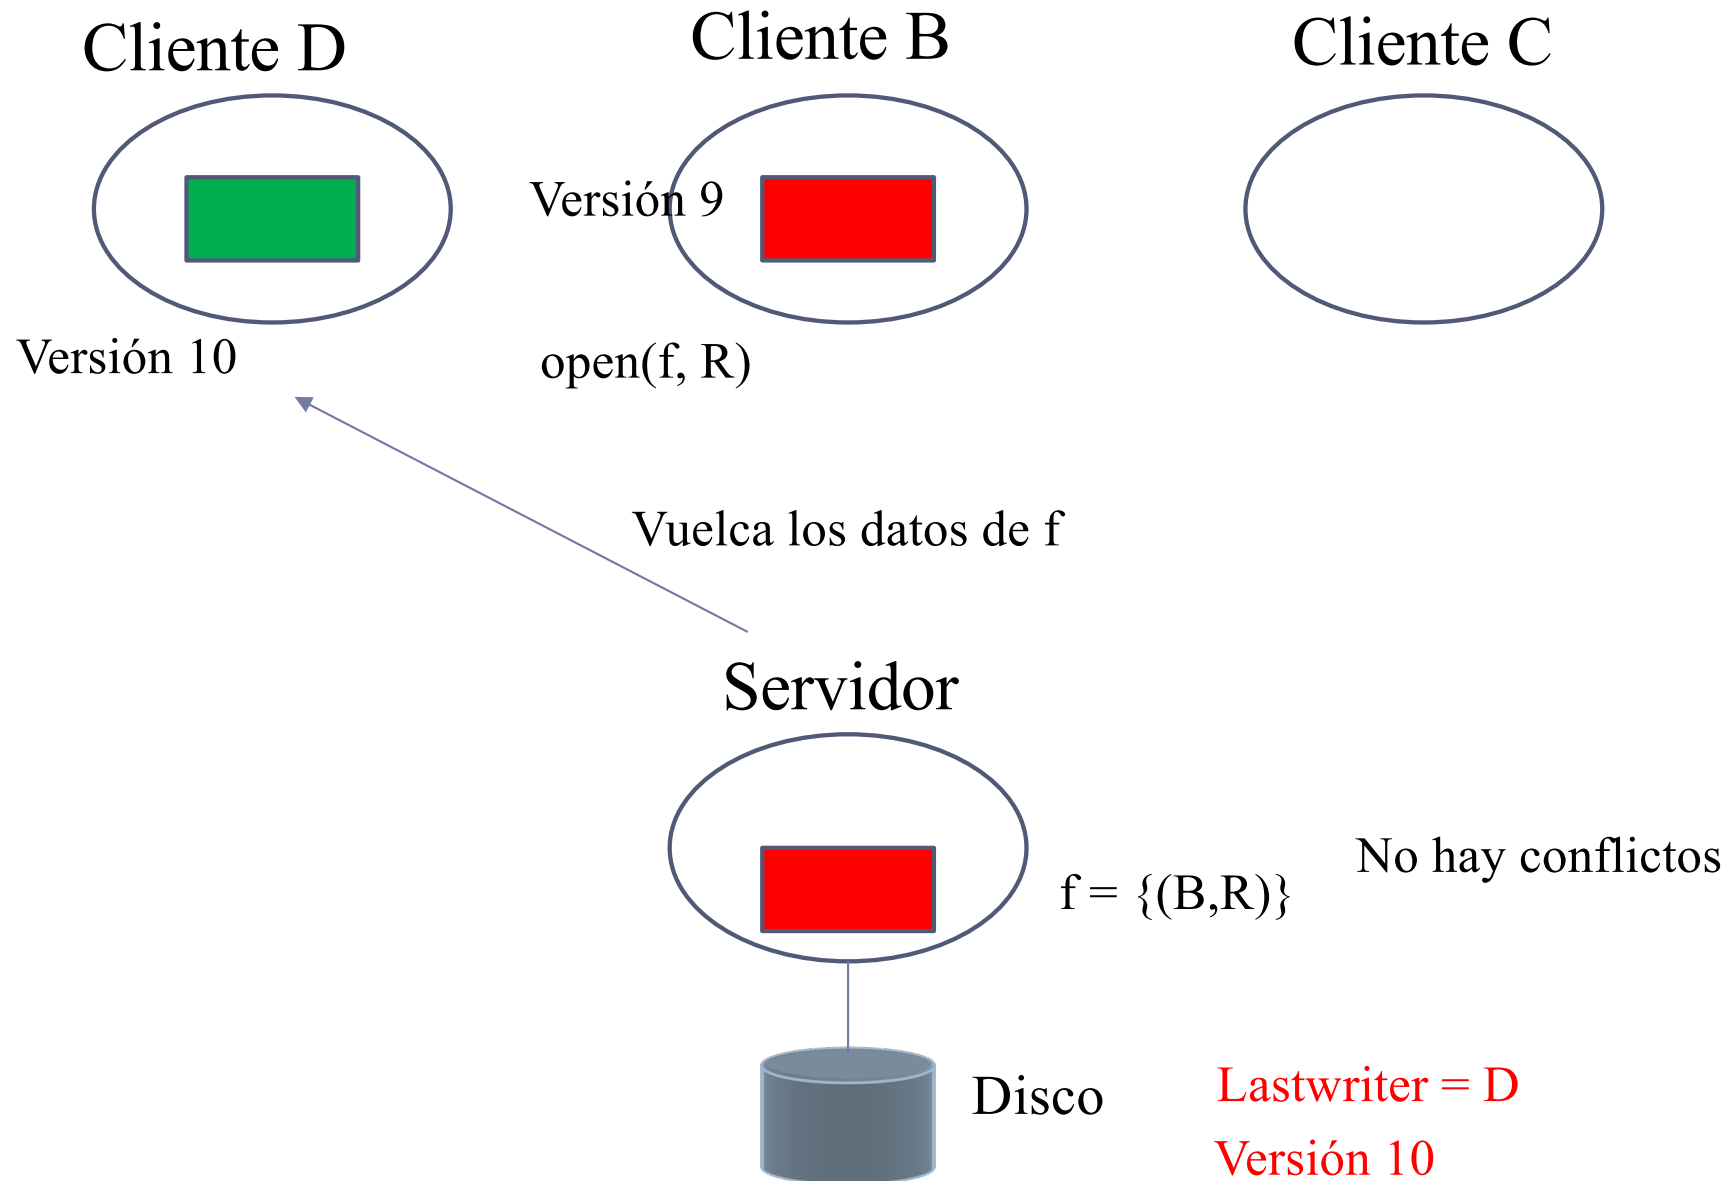 Cliente D
Cliente B
Cliente C
Versión 9
Versión 10
open(f, R)
Vuelca los datos de f
Servidor
No hay conflictos
f = {(B,R)}
Disco
Lastwriter = D
Versión 10